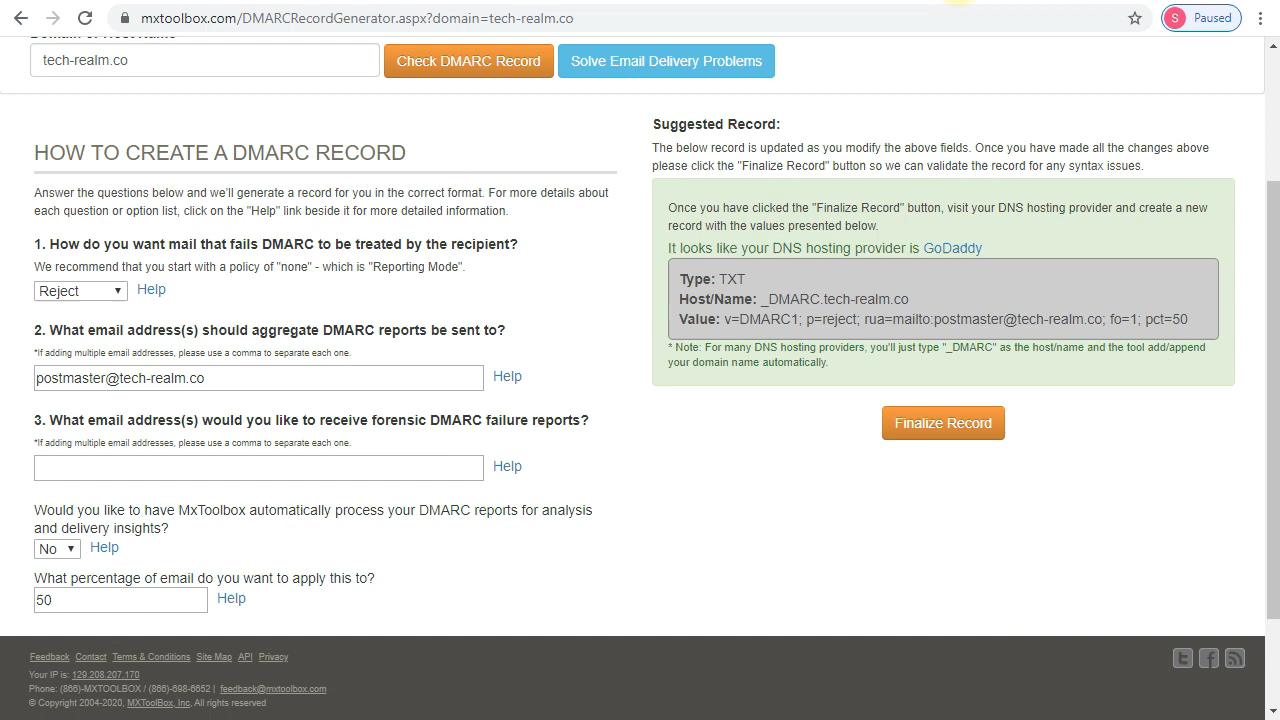 mxtoolbox.com/DMARCRecordGenerator.aspx?domain=tech-realm.co
S Paused
tech-realm.co
Check DMARC Record
Solve Email Delivery Problems
HOW TO CREATE A DMARC RECORD
Answer the questions below and we'll generate a record for you in the correct format. For more details about
each question or option list, click on the "Help" link beside it for more detailed information.
1. How do you want mail that fails DMARC to be treated by the recipient?
We recommend that you start with a policy of "none" - which is "Reporting Mode".
Reject Help
2. What email address(s) should aggregate DMARC reports be sent to?
*If adding multiple email addresses, please use a comma to separate each one.
postmaster@tech-realm.co Help
3. What email address(s) would you like to receive forensic DMARC failure reports?
*If adding multiple email addresses, please use a comma to separate each one.
Help
Would you like to have MxToolbox automatically process your DMARC reports for analysis
and delivery insights?
No Help
What percentage of email do you want to apply this to?
50 Help
Suggested Record:
The below record is updated as you modify the above fields. Once you have made all the changes above
please click the "Finalize Record" button so we can validate the record for any syntax issues.
Once you have clicked the "Finalize Record" button, visit your DNS hosting provider and create a new
record with the values presented below.
It looks like your DNS hosting provider is GoDaddy
Type: TXT
Host/Name: _DMARC.tech-realm.co
Value: v=DMARC1; p=reject; rua=mailto:postmaster@tech-realm.co; fo=1; pct=50
* Note: For many DNS hosting providers, you'll just type "_DMARC" as the host/name and the tool add/append
your domain name automatically.
Finalize Record
Feedback Contact Terms & Conditions Site Map API Privacy
Your IP is: 129.208.207.170
Phone: (866)-MXTOOLBOX / (866)-698-6652 | feedback@mxtoolbox.com
© Copyright 2004-2020, MXToolBox, Inc, All rights reserved